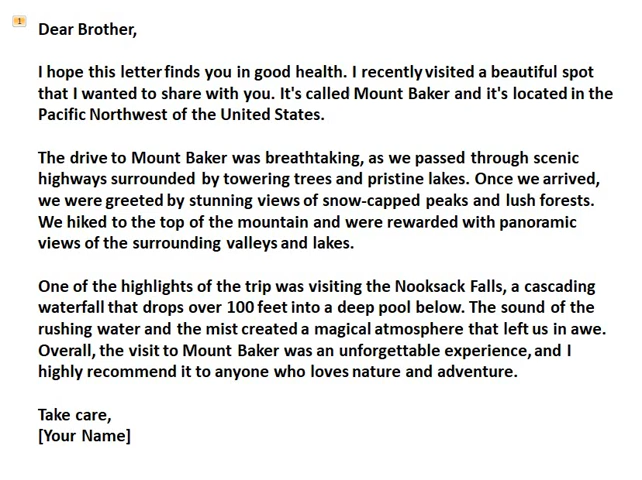 1
Dear Brother,
I hope this letter finds you in good health. I recently visited a beautiful spot
that I wanted to share with you. It's called Mount Baker and it's located in the
Pacific Northwest of the United States.
The drive to Mount Baker was breathtaking, as we passed through scenic
highways surrounded by towering trees and pristine lakes. Once we arrived,
we were greeted by stunning views of snow-capped peaks and lush forests.
We hiked to the top of the mountain and were rewarded with panoramic
views of the surrounding valleys and lakes.
One of the highlights of the trip was visiting the Nooksack Falls, a cascading
waterfall that drops over 100 feet into a deep pool below. The sound of the
rushing water and the mist created a magical atmosphere that left us in awe.
Overall, the visit to Mount Baker was an unforgettable experience, and I
highly recommend it to anyone who loves nature and adventure.
Take care,
[Your Name]